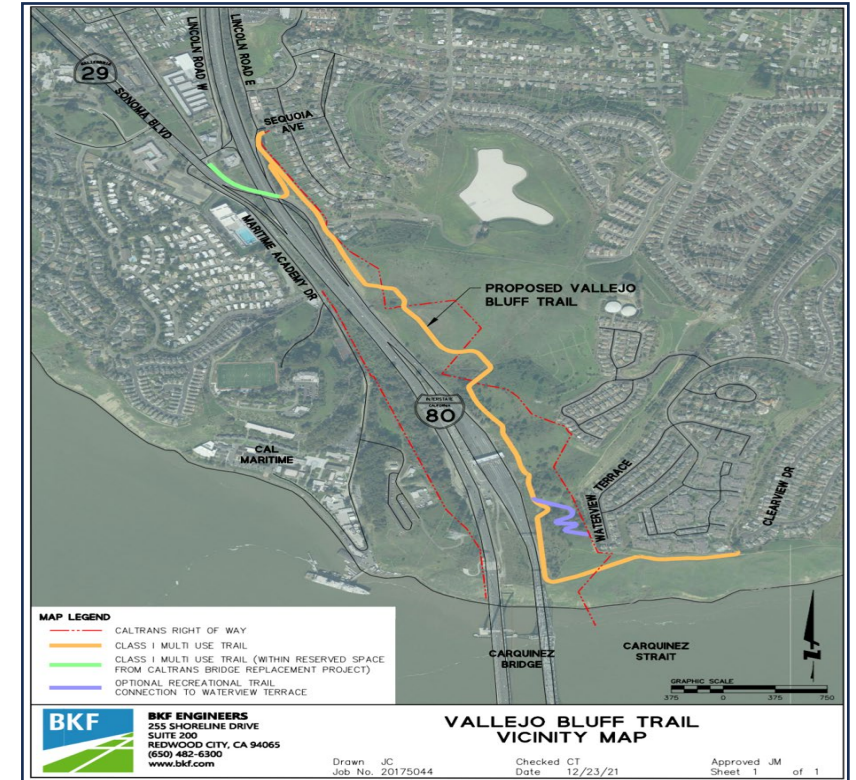 LINCOLN ROAD W
LINCOLN ROAD E
29
SONOMA BLVD
SEQUOIA
AVE
MARITIME ACADEMY DR
PROPOSED VALLEJO
BLUFF TRAIL
INTERSTATE
CALIFORNIA
80
CAL
MARITIME
WATERVIEW TERRACE
CLEARVIEW DR
CARQUINEZ
BRIDGE
CARQUINEZ
STRAIT
GRAPHIC SCALE
375 0 375 750
MAP LEGEND
CALTRANS RIGHT OF WAY
CLASS I MULTI USE TRAIL
CLASS I MULTI USE TRAIL (WITHIN RESERVED SPACE
FROM CALTRANS BRIDGE REPLACEMENT PROJECT)
OPTIONAL RECREATIONAL TRAIL
CONNECTION TO WATERVIEW TERRACE
BKF
BKF ENGINEERS
255 SHORELINE DRIVE
SUITE 200
REDWOOD CITY, CA 94065
(650) 482-6300
www.bkf.com
VALLEJO BLUFF TRAIL
VICINITY MAP
Drawn JC Checked CT Approved JM
Job No. 20175044 Date 12/23/21 Sheet 1 of 1